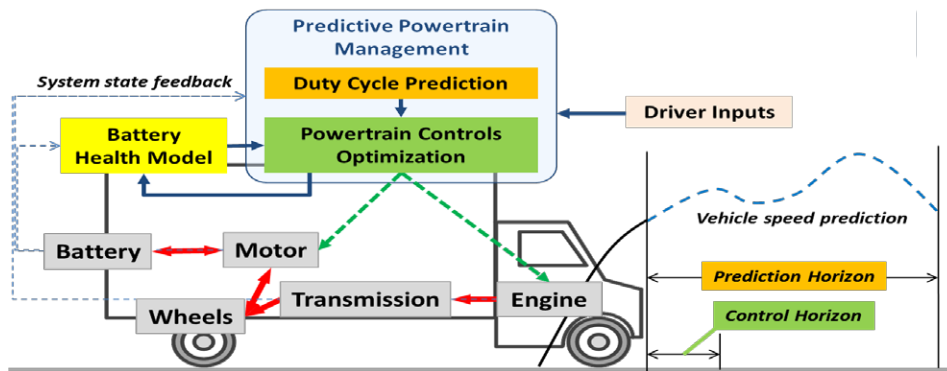 Predictive Powertrain
Management
System state feedback
Duty Cycle Prediction
Driver Inputs
Battery
Health Model
Powertrain Controls
Optimization
Vehicle speed prediction
Battery
Motor
Prediction Horizon
Transmission
Engine
Wheels
Control Horizon